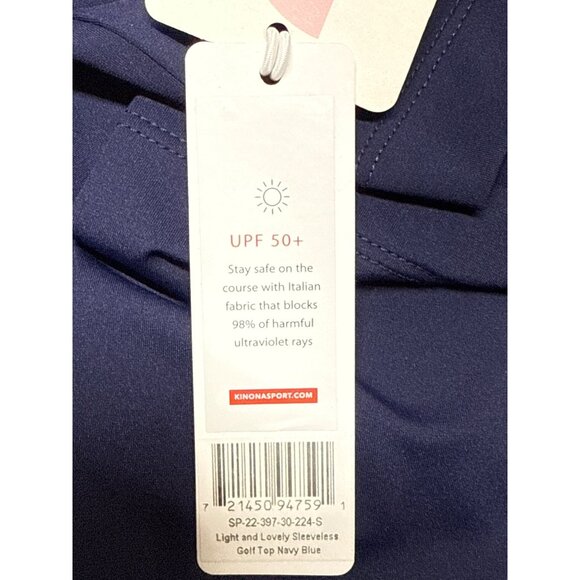 UPF 50+
Stay safe on the
course with Italian
fabric that blocks
98% of harmful
ultraviolet rays
KINONASPORT.COM
7 21450 94759 1
SP-22-397-30-224-S
Light and Lovely Sleeveless
Golf Top Navy Blue